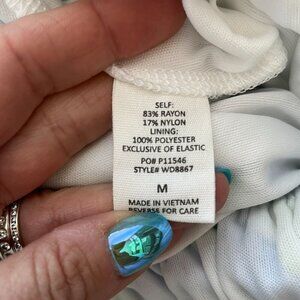 SELF:
83% RAYON
17% NYLON
LINING:
100% POLYESTER
EXCLUSIVE OF ELASTIC
PO# P11546
STYLE# WD8867
M
MADE IN VIETNAM
REVERSE FOR CARE